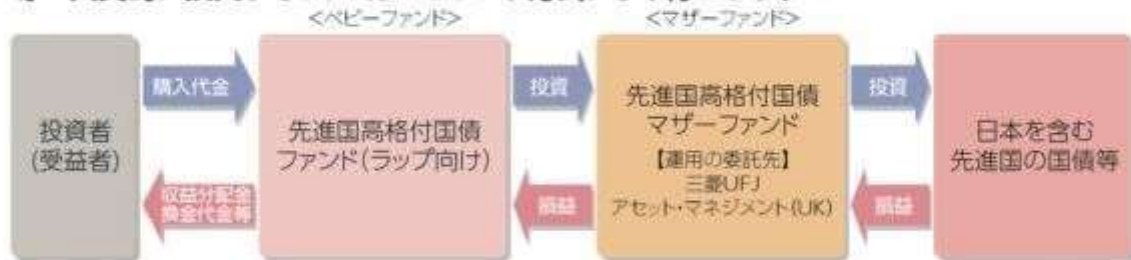 <ベビーファンド>
<マザーファンド>
投資者
(受益者)
購入代金
収益分配金
換金代金等
先進国高格付国債
ファンド(ラップ向け)
投資
損益
先進国高格付国債
マザーファンド
【運用の委託先】
三菱UFJ
アセット・マネジメント(UK)
投資
損益
日本を含む
先進国の国債等